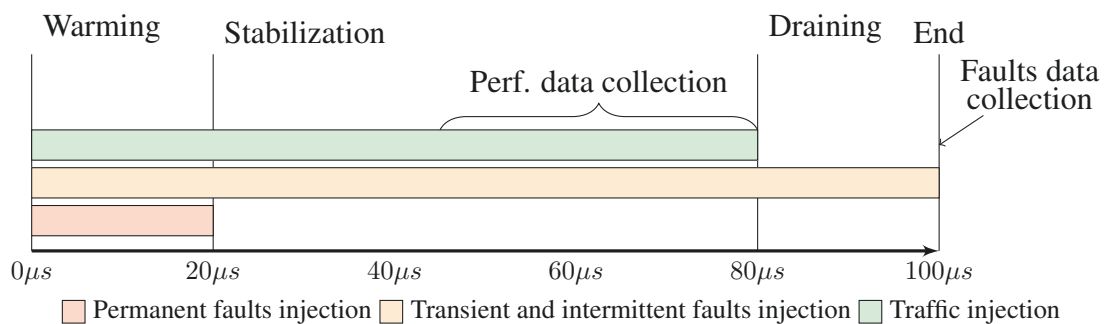 Warming
Stabilization
Draining
End
Perf. data collection
Faults data
collection
0μs
20μs
40μs
60μs
80μs
100μs
Permanent faults injection
Transient and intermittent faults injection
Traffic injection